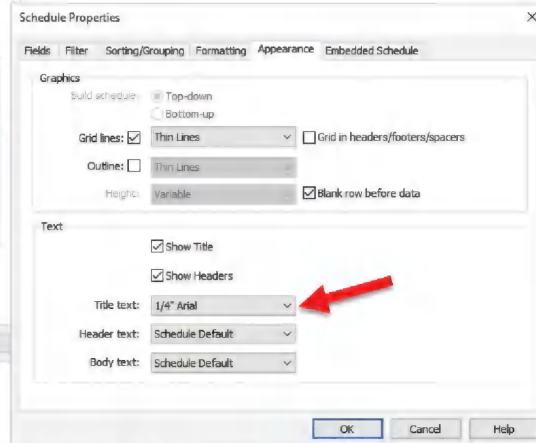 Schedule Properties
Fields Filter Sorting/Grouping Formatting Appearance Embedded Schedule
Graphics
Build schedule: Top-down
Bottom-up
Grid lines: Thin Lines Grid in headers/footers/spacers
Outline: Thin Lines
Height: Variable Blank row before data
Text
Show Title
Show Headers
Title text: 1/4" Arial
Header text: Schedule Default
Body text: Schedule Default
OK Cancel Help